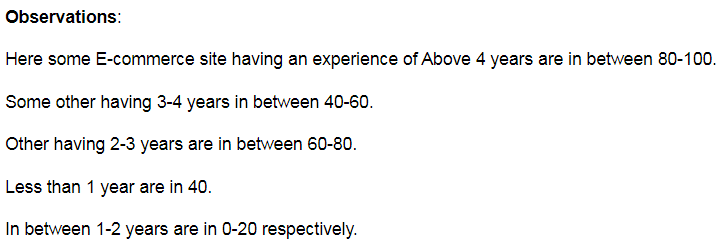 Observations:
Here some E-commerce site having an experience of Above 4 years are in between 80-100.
Some other having 3-4 years in between 40-60.
Other having 2-3 years are in between 60-80.
Less than 1 year are in 40.
In between 1-2 years are in 0-20 respectively.